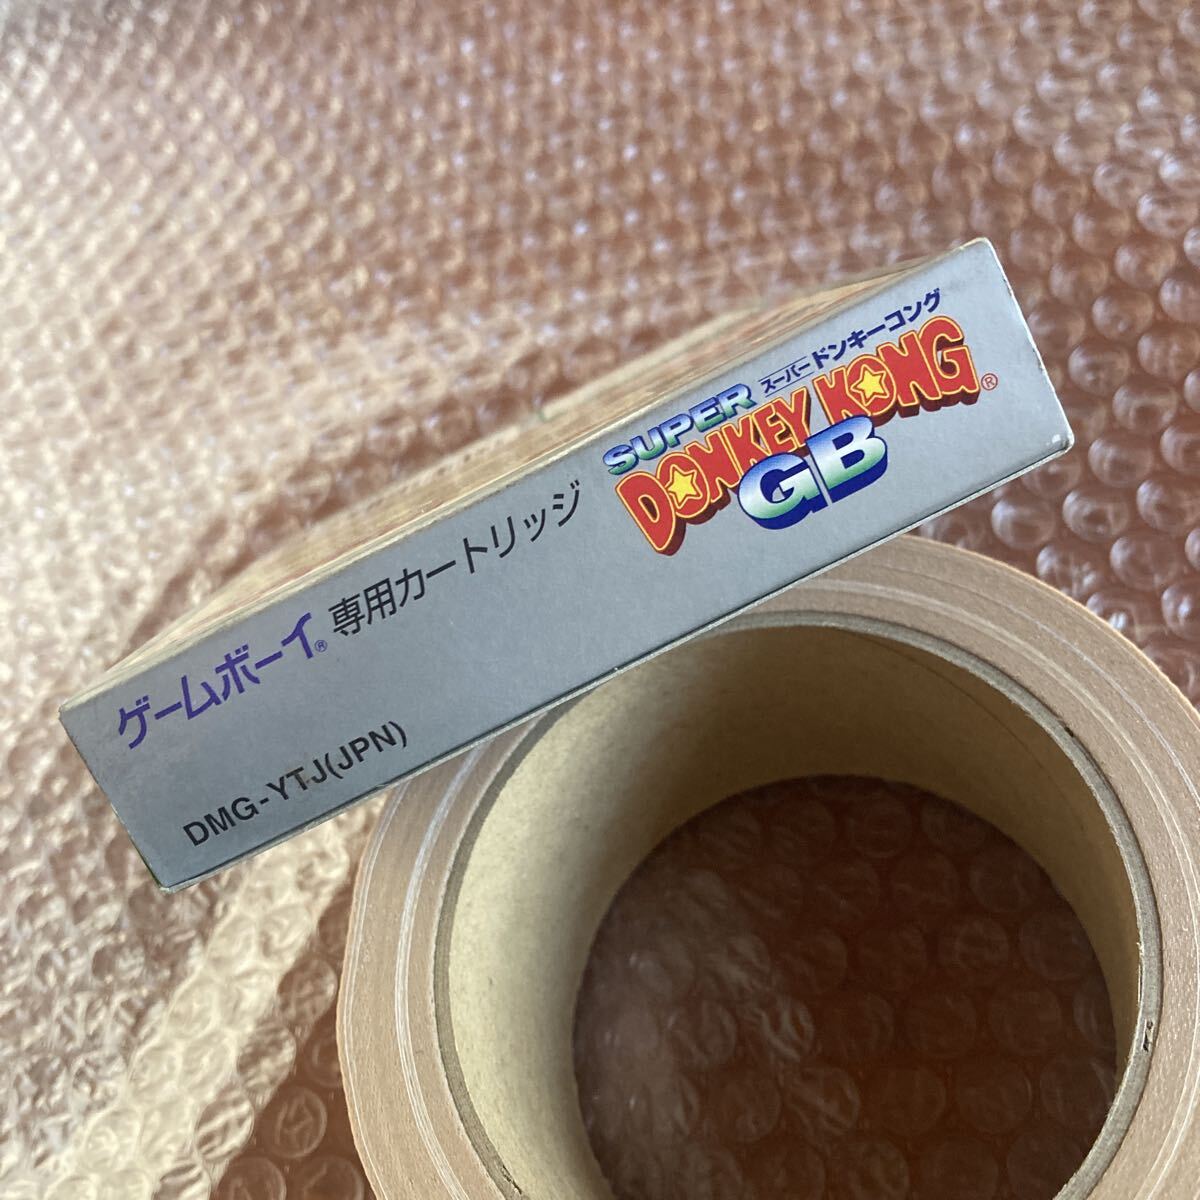 スーパードンキーコング
SUPER
DONKEY KONG®
GB
ゲームボーイ®専用カートリッジ
DMG-YTJ(JPN)